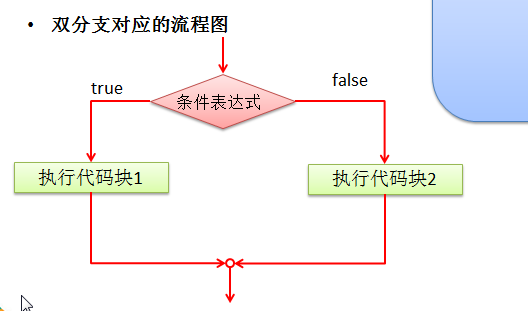 • 双分支对应的流程图
true
false
条件表达式
执行代码块1
执行代码块2